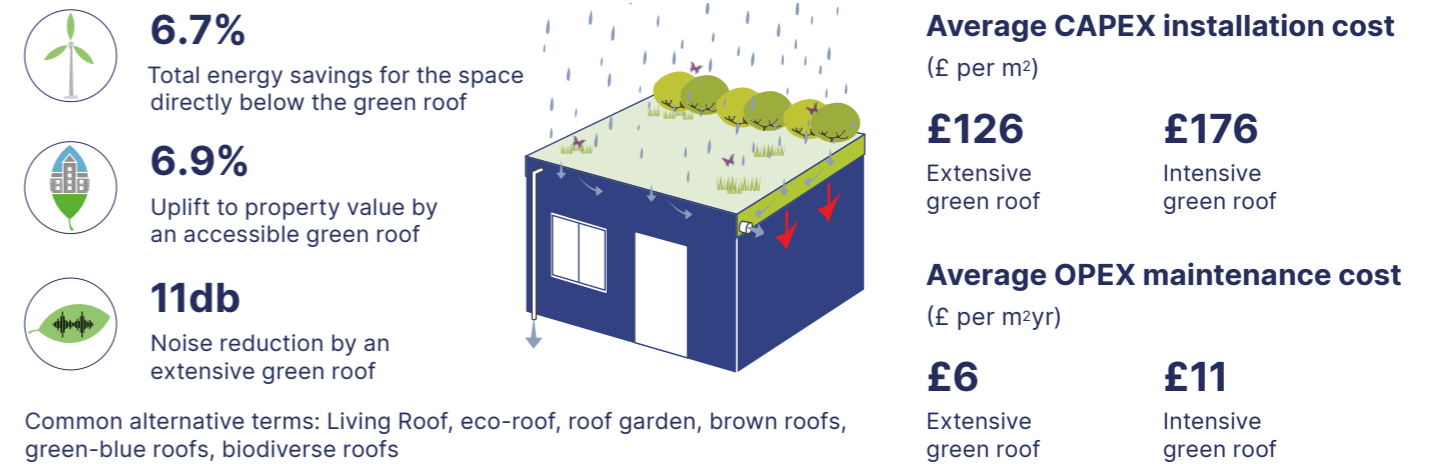 6.7%
Total energy savings for the space
directly below the green roof
6.9%
Uplift to property value by
an accessible green roof
11db
Noise reduction by an
extensive green roof
Common alternative terms: Living Roof, eco-roof, roof garden, brown roofs,
green-blue roofs, biodiverse roofs
Average CAPEX installation cost
(£ per m²)
£126 £176
Extensive Intensive
green roof green roof
Average OPEX maintenance cost
(£ per m²yr)
£6 £11
Extensive Intensive
green roof green roof